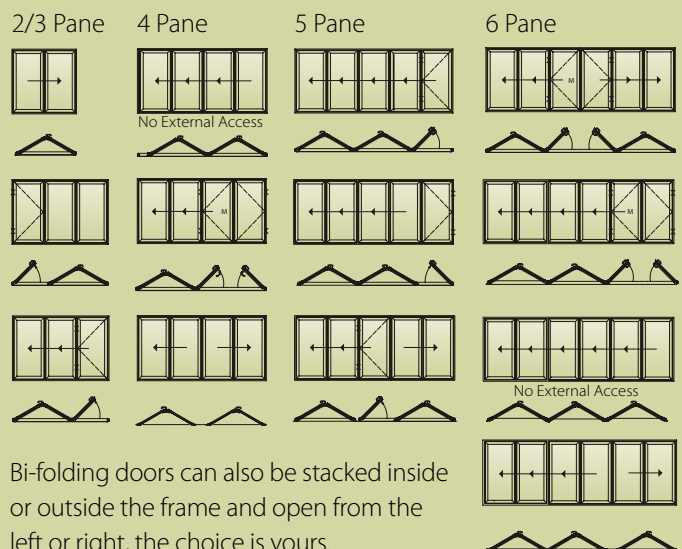 2/3 Pane
4 Pane
5 Pane
6 Pane
No External Access
M
M
M
No External Access
Bi-folding doors can also be stacked inside
or outside the frame and open from the
left or right, the choice is yours